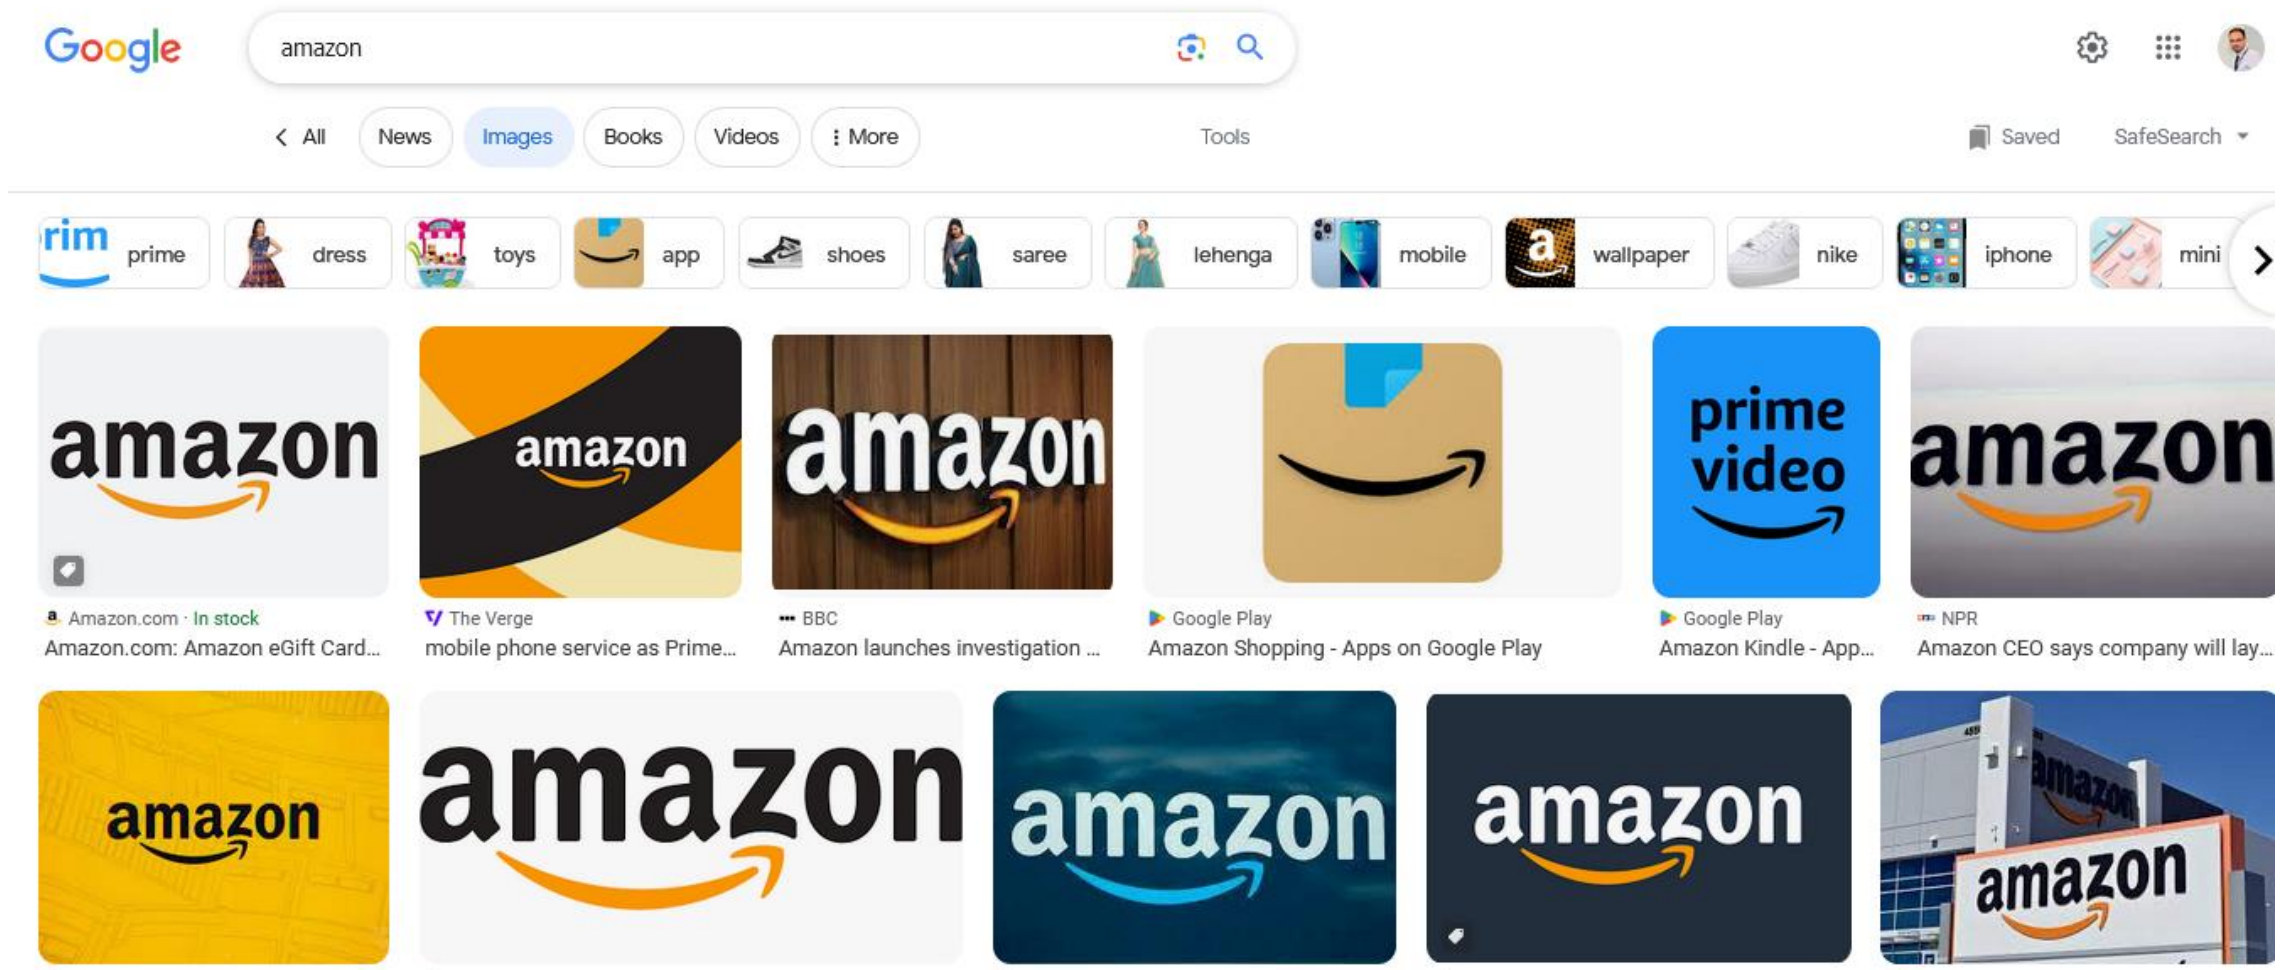 Google
amazon
All
News
Images
Books
Videos
More
Tools
Saved
SafeSearch
rim
prime
dress
toys
app
shoes
saree
lehenga
mobile
a
wallpaper
nike
iphone
mini
amazon
amazon
amazon
prime
video
amazon
a Amazon.com · In stock
Amazon.com: Amazon eGift Card...
The Verge
mobile phone service as Prime...
BBC
Amazon launches investigation ...
Google Play
Amazon Shopping - Apps on Google Play
Google Play
Amazon Kindle - App...
NPR
Amazon CEO says company will lay...
amazon
amazon
amazon
amazon
amazon
amazon